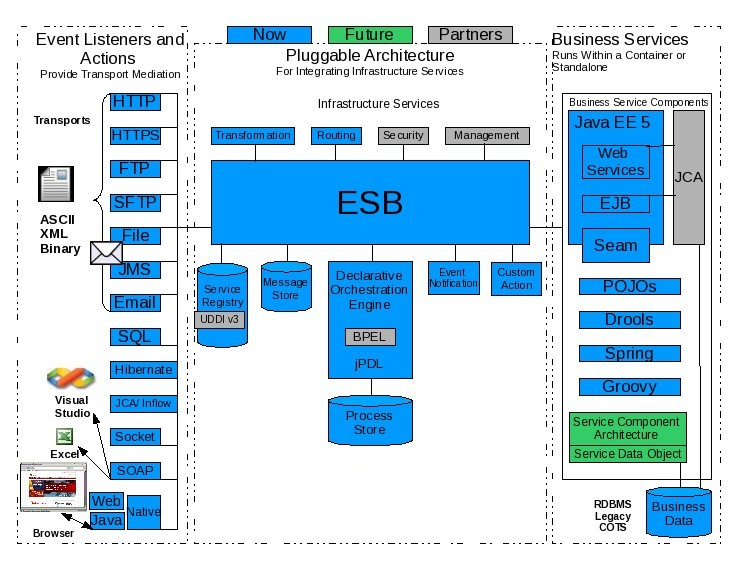 Now
Future
Partners
Event Listeners and
Actions
Provide Transport Mediation
Transports
HTTP
HTTPS
FTP
SFTP
File
JMS
Email
SQL
Hibernate
JCA/ Inflow
Socket
SOAP
Web
Java
Native
ASCII
XML
Binary
Visual
Studio
Excel
Browser
Pluggable Architecture
For Integrating Infrastructure Services
Infrastructure Services
Transformation
Routing
Security
Management
ESB
Service
Registry
UDDI v3
Message
Store
Declarative
Orchestration
Engine
BPEL
jPDL
Process
Store
Event
Notification
Custom
Action
Business Services
Runs Within a Container or
Standalone
Business Service Components
Java EE 5
Web
Services
EJB
Seam
JCA
POJOs
Drools
Spring
Groovy
Service Component
Architecture
Service Data Object
RDBMS
Legacy
COTS
Business
Data